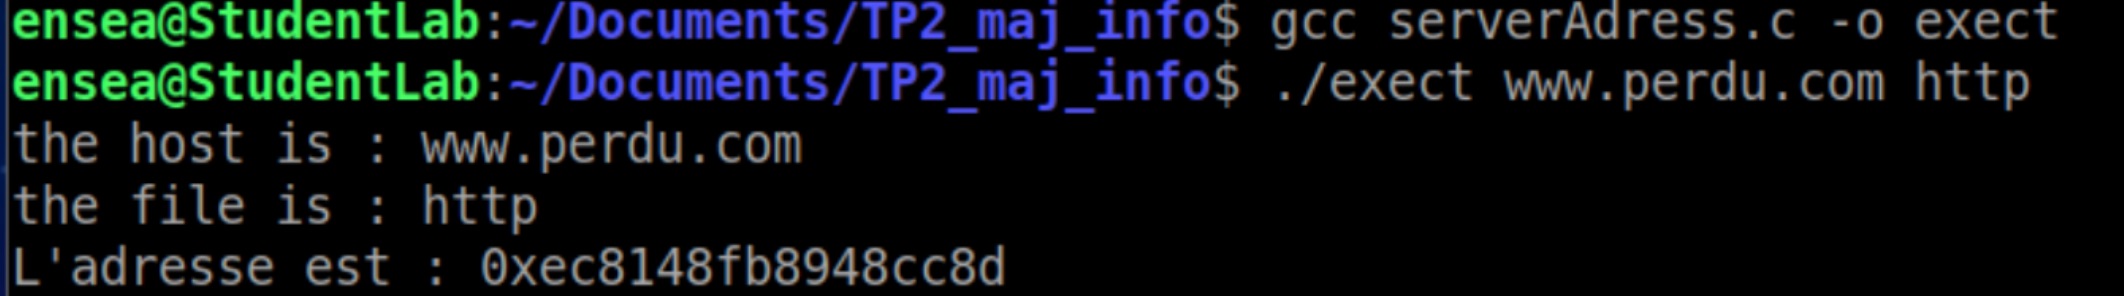 ensea@StudentLab:~/Documents/TP2_maj_info$ gcc serverAdress.c -o exect
ensea@StudentLab:~/Documents/TP2_maj_info$ ./exect www.perdu.com http
the host is : www.perdu.com
the file is : http
L'adresse est : 0xec8148fb8948cc8d